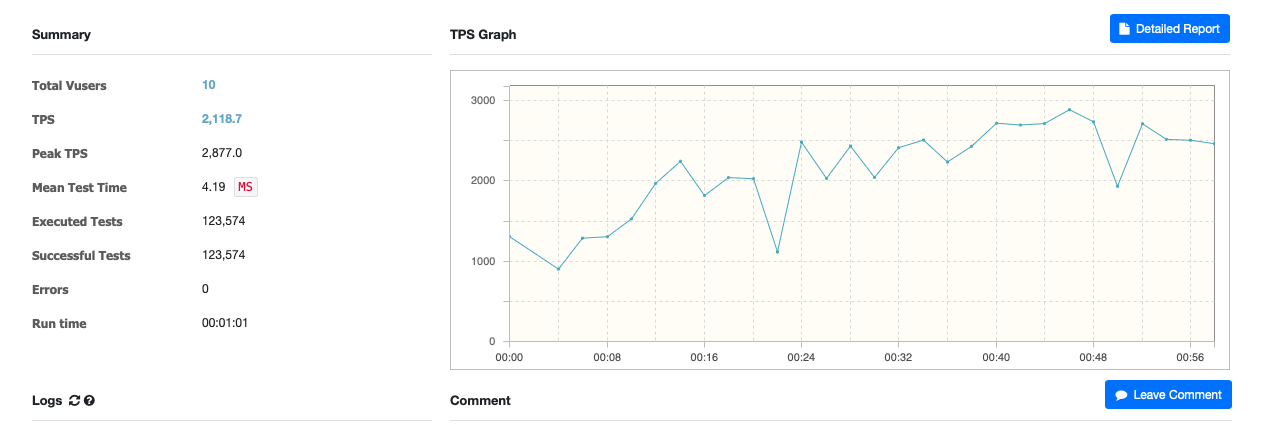 Summary
Total Vusers 10
TPS 2,118.7
Peak TPS 2,877.0
Mean Test Time 4.19 MS
Executed Tests 123,574
Successful Tests 123,574
Errors 0
Run time 00:01:01
Logs
TPS Graph
Detailed Report
3000
2000
1000
0
00:00 00:08 00:16 00:24 00:32 00:40 00:48 00:56
Comment
Leave Comment